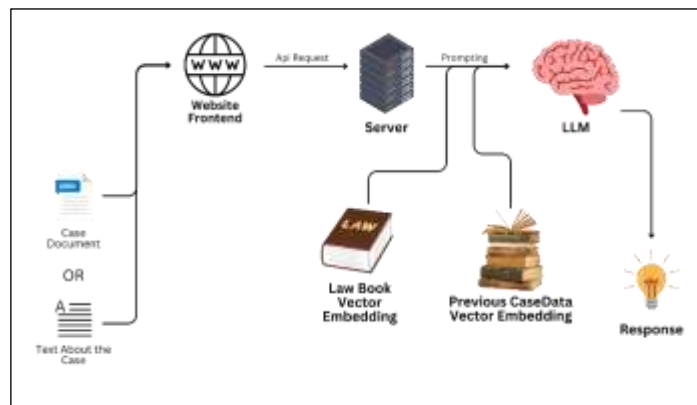 WWW
Website
Frontend
Api Request
Server
Prompting
LLM
Case
Document
OR
A
Text About the
Case
LAW
Law Book
Vector
Embedding
Previous CaseData
Vector Embedding
Response